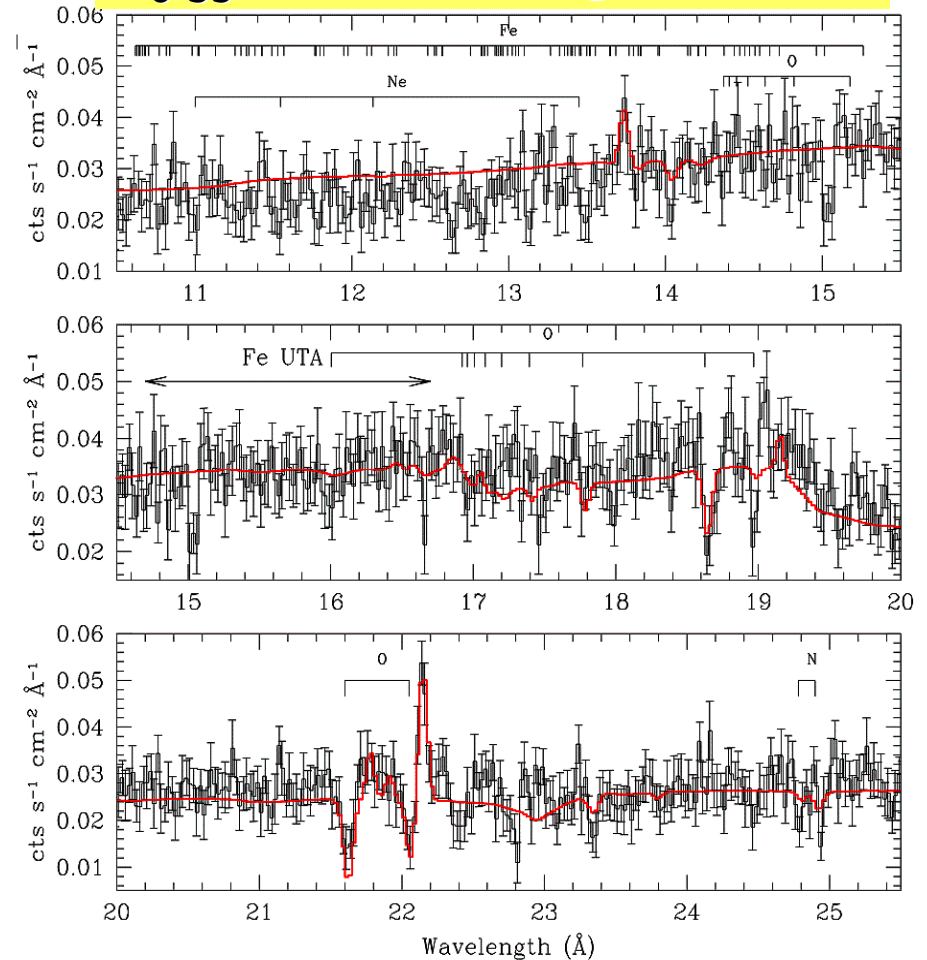 0.06
0.05
0.04
0.03
0.02
0.01
cts s⁻¹ cm⁻² Å⁻¹
Fe
O
Ne
11 12 13 14 15
0.06
0.05
0.04
0.03
0.02
cts s⁻¹ cm⁻² Å⁻¹
O
Fe UTA
15 16 17 18 19 20
0.06
0.05
0.04
0.03
0.02
0.01
cts s⁻¹ cm⁻² Å⁻¹
O N
20 21 22 23 24 25
Wavelength (Å)